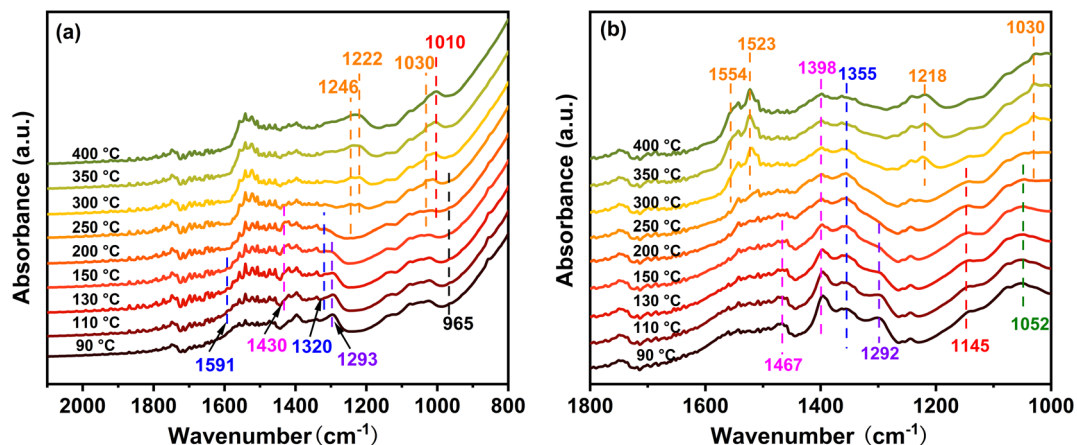 (a)
1222
1030
1010
1246
400 °C
350 °C
300 °C
250 °C
200 °C
150 °C
130 °C
110 °C
90 °C
1591
1430
1320
1293
965
Absorbance (a.u.)
2000 1800 1600 1400 1200 1000 800
Wavenumber (cm-1)
(b)
1030
1523
1554
1398
1355
1218
400 °C
350 °C
300 °C
250 °C
200 °C
150 °C
130 °C
110 °C
90 °C
1467
1292
1145
1052
Absorbance (a.u.)
1800 1600 1400 1200 1000
Wavenumber (cm-1)